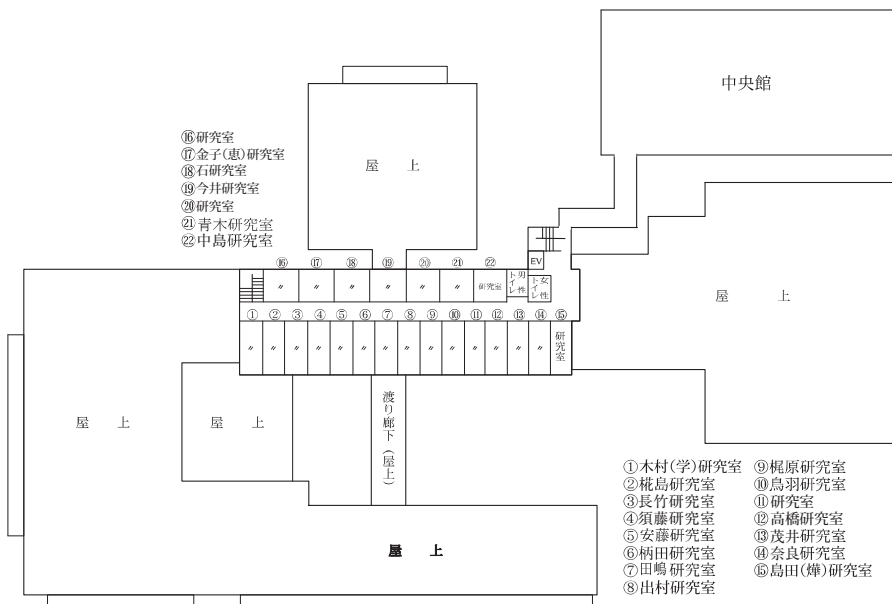 中央館
⑯研究室
⑰金子(恵)研究室
⑱石研究室
⑲今井研究室
⑳研究室
㉑青木研究室
㉒中島研究室
屋 上
⑯ ⑰ ⑱ ⑲ ⑳ ㉑ ㉒
EV
〃 〃 〃 〃 〃 〃 研究室
男性トイレ
女性トイレ
屋 上
① ② ③ ④ ⑤ ⑥ ⑦ ⑧ ⑨ ⑩ ⑪ ⑫ ⑬ ⑭ ⑮
〃 〃 〃 〃 〃 〃 〃 〃 〃 〃 〃 〃 〃 〃 研究室
屋 上
屋 上
渡り廊下(屋上)
屋 上
①木村(学)研究室
②椛島研究室
③長竹研究室
④須藤研究室
⑤安藤研究室
⑥柄田研究室
⑦田嶋研究室
⑧出村研究室
⑨梶原研究室
⑩鳥羽研究室
⑪研究室
⑫高橋研究室
⑬茂井研究室
⑭奈良研究室
⑮島田(燁)研究室